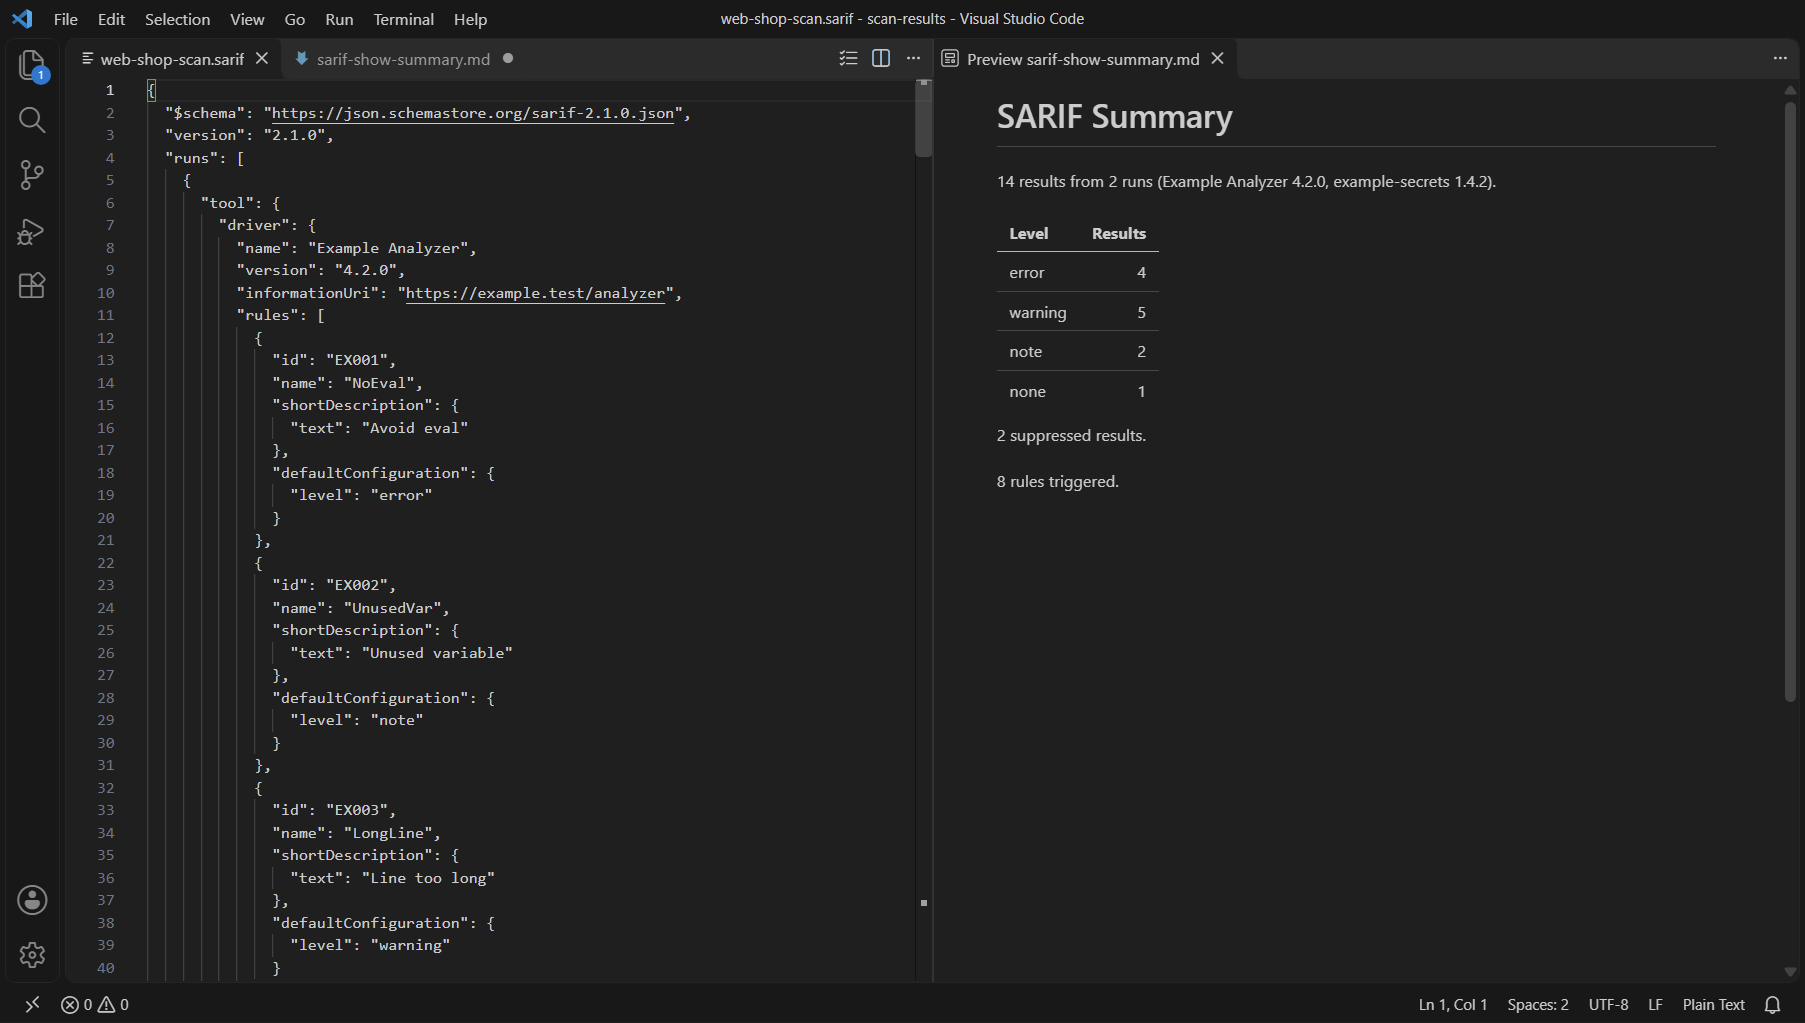 File Edit Selection View Go Run Terminal Help
web-shop-scan.sarif - scan-results - Visual Studio Code
1
web-shop-scan.sarif
sarif-show-summary.md
1 {
2 "$schema": "https://json.schemastore.org/sarif-2.1.0.json",
3 "version": "2.1.0",
4 "runs": [
5 {
6 "tool": {
7 "driver": {
8 "name": "Example Analyzer",
9 "version": "4.2.0",
10 "informationUri": "https://example.test/analyzer",
11 "rules": [
12 {
13 "id": "EX001",
14 "name": "NoEval",
15 "shortDescription": {
16 "text": "Avoid eval"
17 },
18 "defaultConfiguration": {
19 "level": "error"
20 }
21 },
22 {
23 "id": "EX002",
24 "name": "UnusedVar",
25 "shortDescription": {
26 "text": "Unused variable"
27 },
28 "defaultConfiguration": {
29 "level": "note"
30 }
31 },
32 {
33 "id": "EX003",
34 "name": "LongLine",
35 "shortDescription": {
36 "text": "Line too long"
37 },
38 "defaultConfiguration": {
39 "level": "warning"
40 }
Preview sarif-show-summary.md
SARIF Summary
14 results from 2 runs (Example Analyzer 4.2.0, example-secrets 1.4.2).
Level Results
error 4
warning 5
note 2
none 1
2 suppressed results.
8 rules triggered.
0 0
Ln 1, Col 1 Spaces: 2 UTF-8 LF Plain Text